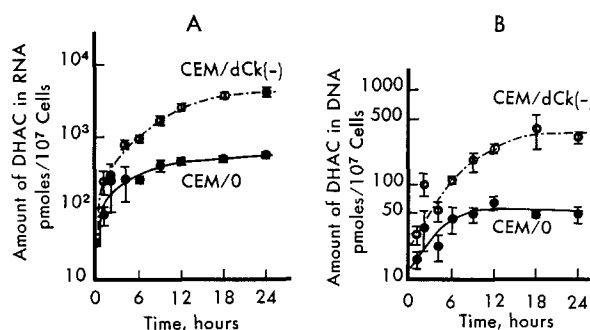 A
Amount of DHAC in RNA
pmoles/10⁷ Cells
10⁴
10³
10²
10
CEM/dCk(-)
CEM/0
0 6 12 18 24
Time, hours
B
Amount of DHAC in DNA
pmoles/10⁷ Cells
1000
500
100
50
10
CEM/dCk(-)
CEM/0
0 6 12 18 24
Time, hours